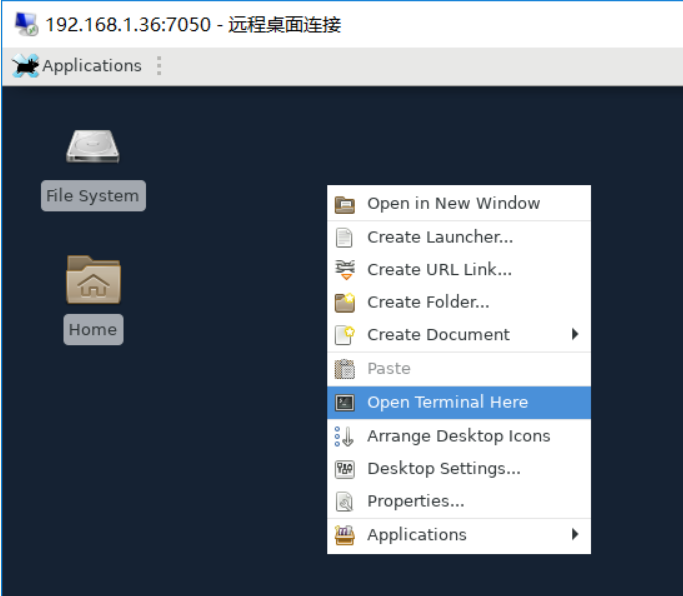 192.168.1.36:7050 - 远程桌面连接
Applications
File System
Home
Open in New Window
Create Launcher...
Create URL Link...
Create Folder...
Create Document
Paste
Open Terminal Here
Arrange Desktop Icons
Desktop Settings...
Properties...
Applications